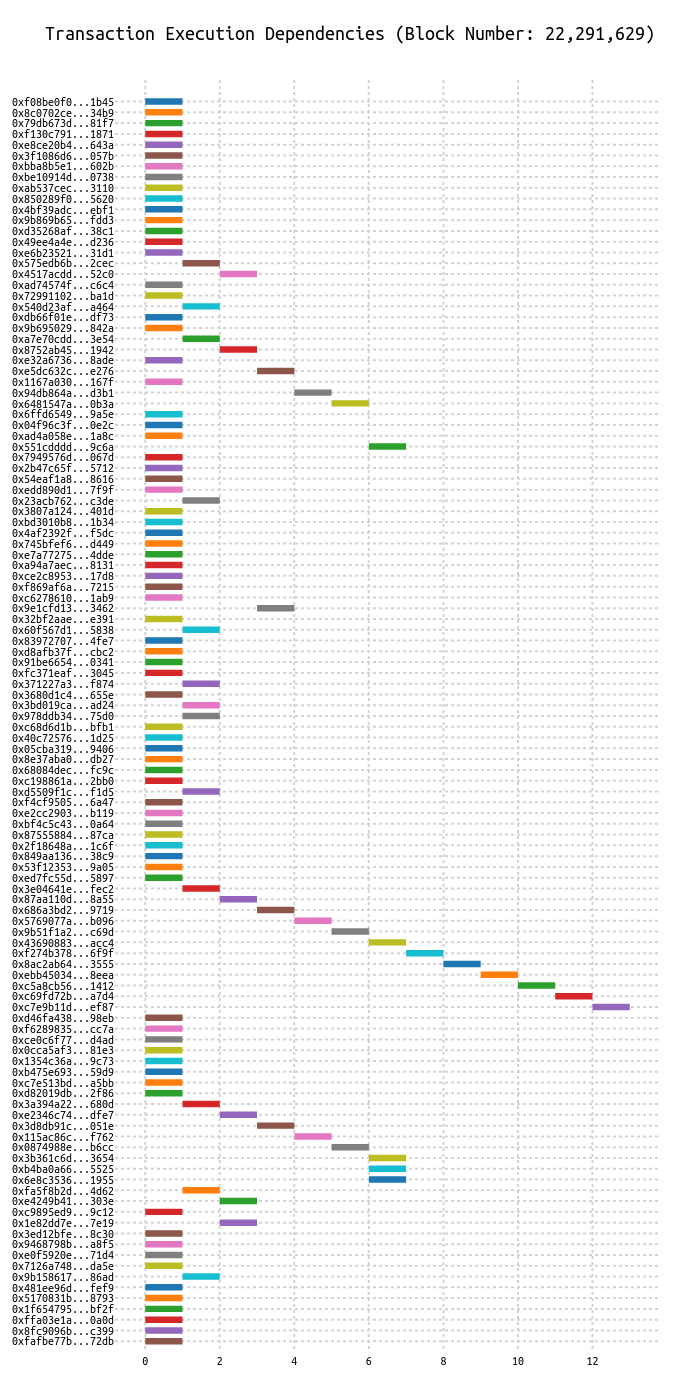 Transaction Execution Dependencies (Block Number: 22,291,629)
0xf08be0f0...1b45
0x8c0702ce...34b9
0x79db673d...81f7
0xf130c791...1871
0xe8ce20b4...643a
0x3f1086d6...057b
0xbba8b5e1...602b
0xbe10914d...0738
0xab537cec...3110
0x850289f0...5620
0x4bf39adc...ebf1
0x9b869b65...fdd3
0xd35268af...38c1
0x49ee4a4e...d236
0xe6b23521...31d1
0x575edb6b...2cec
0x4517acdd...52c0
0xad74574f...c6c4
0x72991102...ba1d
0x540d23af...a464
0xdb66f01e...df73
0x9b695029...842a
0xa7e70cdd...3e54
0x8752ab45...1942
0xe32a6736...8ade
0xe5dc632c...e276
0x1167a030...167f
0x94db864a...d3b1
0x6481547a...0b3a
0x6ffd6549...9a5e
0x04f96c3f...0e2c
0xad4a058e...1a8c
0x551cdddd...9c6a
0x7949576d...067d
0x2b47c65f...5712
0x54eaf1a8...8616
0xedd890d1...7f9f
0x23acb762...c3de
0x3807a124...401d
0xbd3010b8...1b34
0x4af2392f...f5dc
0x745bfef6...d449
0xe7a77275...4dde
0xa94a7aec...8131
0xce2c8953...17d8
0xf869af6a...7215
0xc6278610...1ab9
0x9e1cfd13...3462
0x32bf2aae...e391
0x60f567d1...5838
0x83972707...4fe7
0xd8afb37f...cbc2
0x91be6654...0341
0xfc371eaf...3045
0x371227a3...f874
0x3680d1c4...655e
0x3bd019ca...ad24
0x978ddb34...75d0
0xc68d6d1b...bfb1
0x40c72576...1d25
0x05cba319...9406
0x8e37aba0...db27
0x68084dec...fc9c
0xc198861a...2bb0
0xd5509f1c...f1d5
0xf4cf9505...6a47
0xe2cc2903...b119
0xbf4c5c43...0a64
0x87555884...87ca
0x2f18648a...1c6f
0x849aa136...38c9
0x53f12353...9a05
0xed7fc55d...5897
0x3e04641e...fec2
0x87aa110d...8a55
0x686a3bd2...9719
0x5769077a...b096
0x9b51f1a2...c69d
0x43690883...acc4
0xf274b378...6f9f
0x8ac2ab64...3555
0xebb45034...8eea
0xc5a8cb56...1412
0xc69fd72b...a7d4
0xc7e9b11d...ef87
0xd46fa438...98eb
0xf6289835...cc7a
0xce0c6f77...d4ad
0x0cca5af3...81e3
0x1354c36a...9c73
0xb475e693...59d9
0xc7e513bd...a5bb
0xd82019db...2f86
0x3a394a22...680d
0xe2346c74...dfe7
0x3d8db91c...051e
0x115ac86c...f762
0x0874988e...b6cc
0x3b361c6d...3654
0xb4ba0a66...5525
0x6e8c3536...1955
0xfa5f8b2d...4d62
0xe4249b41...303e
0xc9895ed9...9c12
0x1e82dd7e...7e19
0x3ed12bfe...8c30
0x9468798b...a8f5
0xe0f5920e...71d4
0x7126a748...da5e
0x9b158617...86ad
0x481ee96d...fef9
0x5170831b...8793
0x1f654795...bf2f
0xffa03e1a...0a0d
0x8fc9096b...c399
0xfafbe77b...72db
0 2 4 6 8 10 12